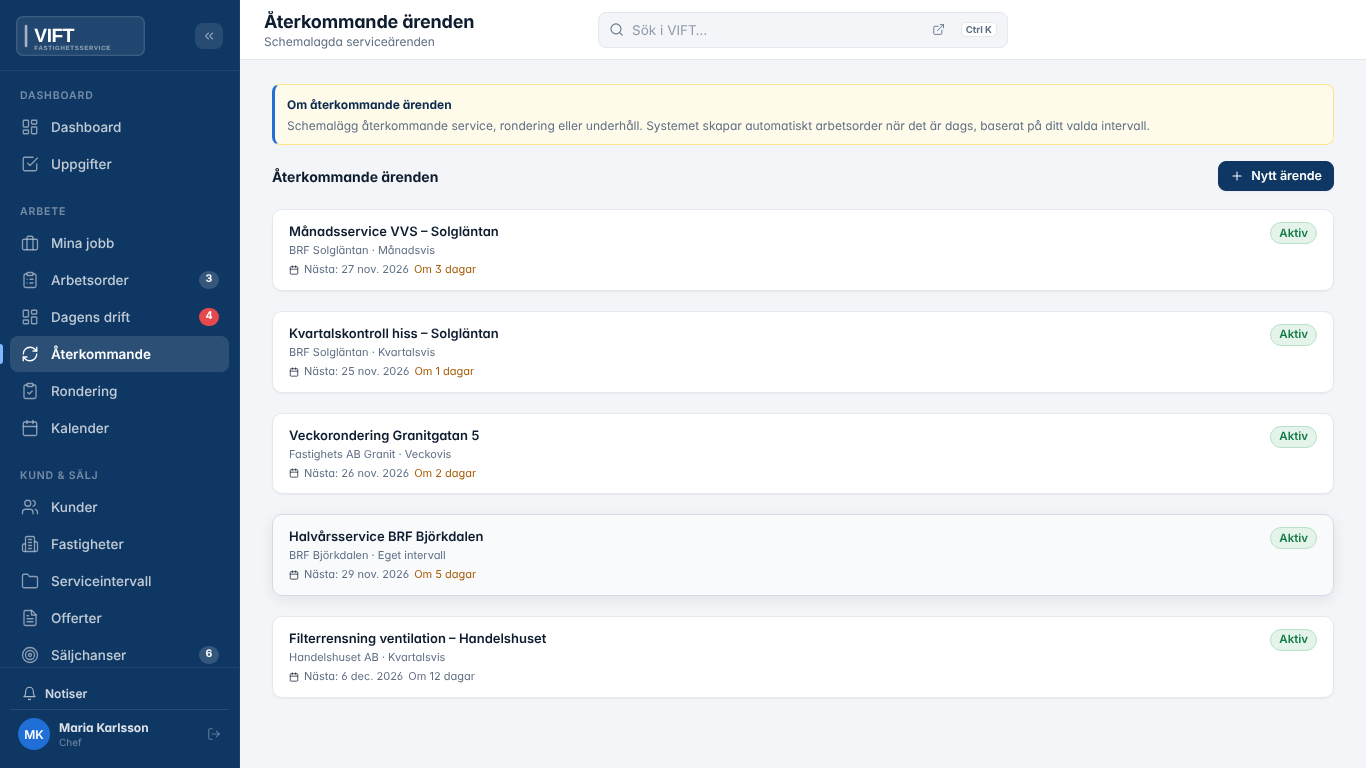 VIFT
FASTIGHETSSERVICE
DASHBOARD
Dashboard
Uppgifter
ARBETE
Mina jobb
Arbetsorder 3
Dagens drift 4
Återkommande
Rondering
Kalender
KUND & SÄLJ
Kunder
Fastigheter
Serviceintervall
Offerter
Säljchanser 6
Notiser
MK
Maria Karlsson
Chef
Återkommande ärenden
Schemalagda serviceärenden
Sök i VIFT... Ctrl K
Om återkommande ärenden
Schemalägg återkommande service, rondering eller underhåll. Systemet skapar automatiskt arbetsorder när det är dags, baserat på ditt valda intervall.
Återkommande ärenden
Nytt ärende
Månadsservice VVS – Solgläntan
Aktiv
BRF Solgläntan · Månadsvis
Nästa: 27 nov. 2026 Om 3 dagar
Kvartalskontroll hiss – Solgläntan
Aktiv
BRF Solgläntan · Kvartalsvis
Nästa: 25 nov. 2026 Om 1 dagar
Veckorondering Granitgatan 5
Aktiv
Fastighets AB Granit · Veckovis
Nästa: 26 nov. 2026 Om 2 dagar
Halvårsservice BRF Björkdalen
Aktiv
BRF Björkdalen · Eget intervall
Nästa: 29 nov. 2026 Om 5 dagar
Filterrensning ventilation – Handelshuset
Aktiv
Handelshuset AB · Kvartalsvis
Nästa: 6 dec. 2026 Om 12 dagar